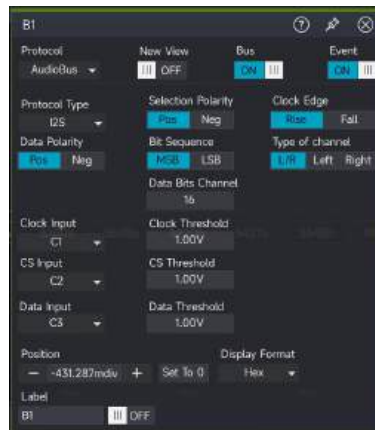 B1
Protocol New View Bus Event
AudioBus OFF ON ON
Protocol Type Selection Polarity Clock Edge
I2S Pos Neg Rise Fall
Data Polarity Bit Sequence Type of channel
Pos Neg MSB LSB L/R Left Right
Data Bits Channel
16
Clock Input Clock Threshold
C1 1.00V
CS Input CS Threshold
C2 1.00V
Data Input Data Threshold
C3 1.00V
Position Display Format
− -431.287mdiv + Set To 0 Hex
Label
B1 OFF